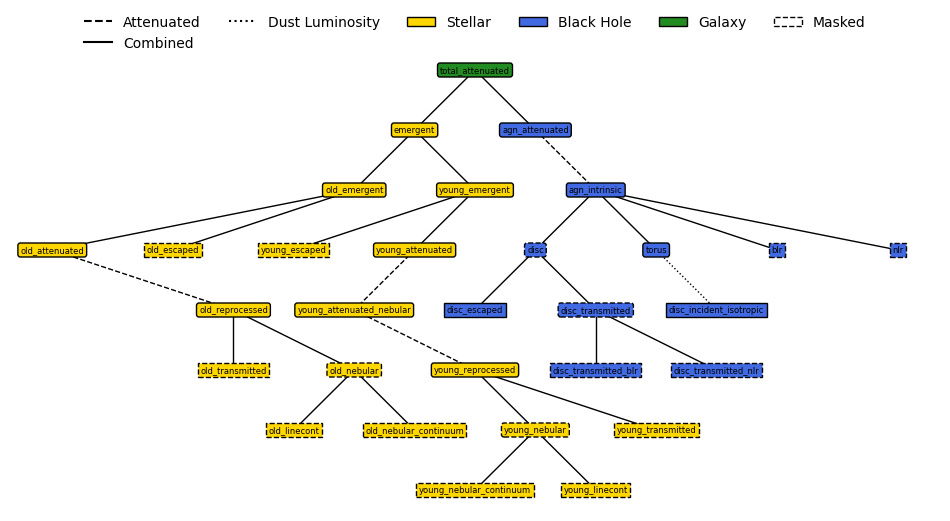 Attenuated Dust Luminosity Stellar Black Hole Galaxy Masked
Combined
total_attenuated
emergent agn_attenuated
old_emergent young_emergent agn_intrinsic
old_attenuated old_escaped young_escaped young_attenuated disc torus blr nlr
old_reprocessed young_attenuated_nebular disc_escaped disc_transmitted disc_incident_isotropic
old_transmitted old_nebular young_reprocessed disc_transmitted_blr disc_transmitted_nlr
old_linecont old_nebular_continuum young_nebular young_transmitted
young_nebular_continuum young_linecont